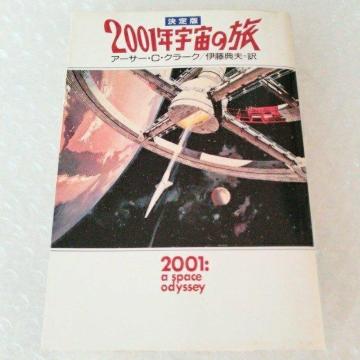 決定版
2001年宇宙の旅
アーサー・C・クラーク/伊藤典夫-訳
2001:
a space
odyssey